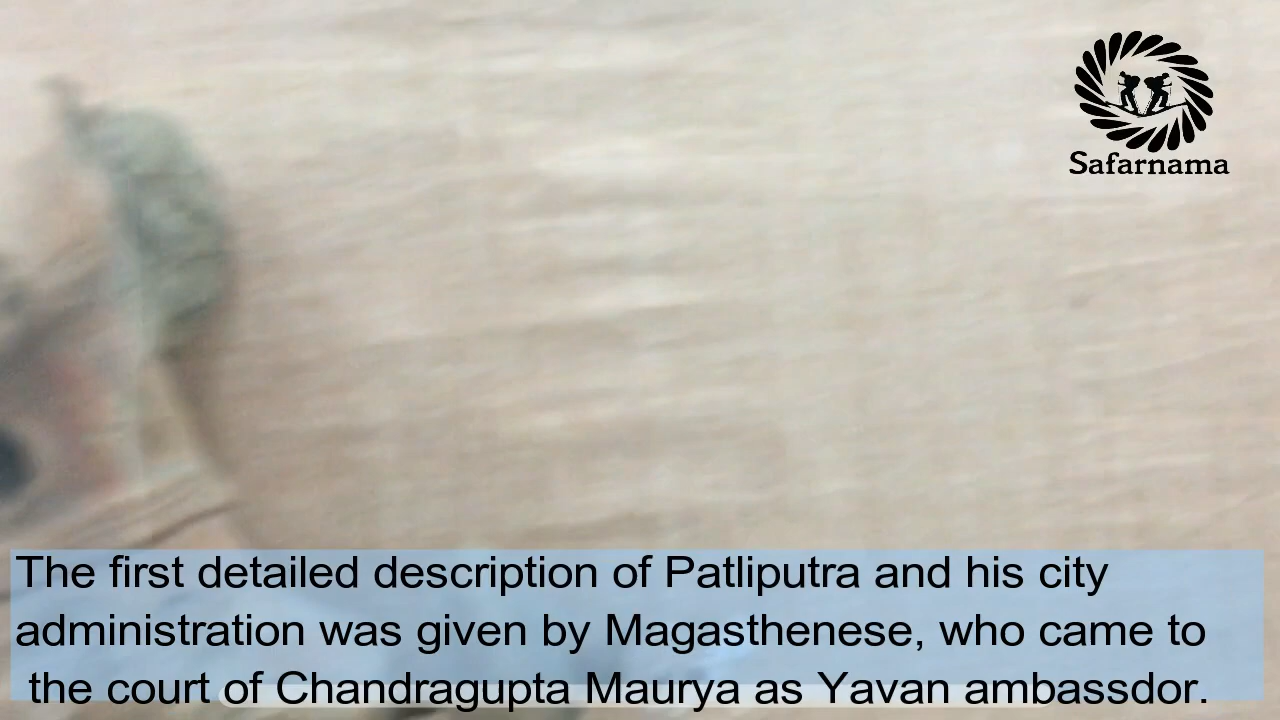 Safarnama
The first detailed description of Patliputra and his city
administration was given by Magasthenese, who came to
the court of Chandragupta Maurya as Yavan ambassdor.